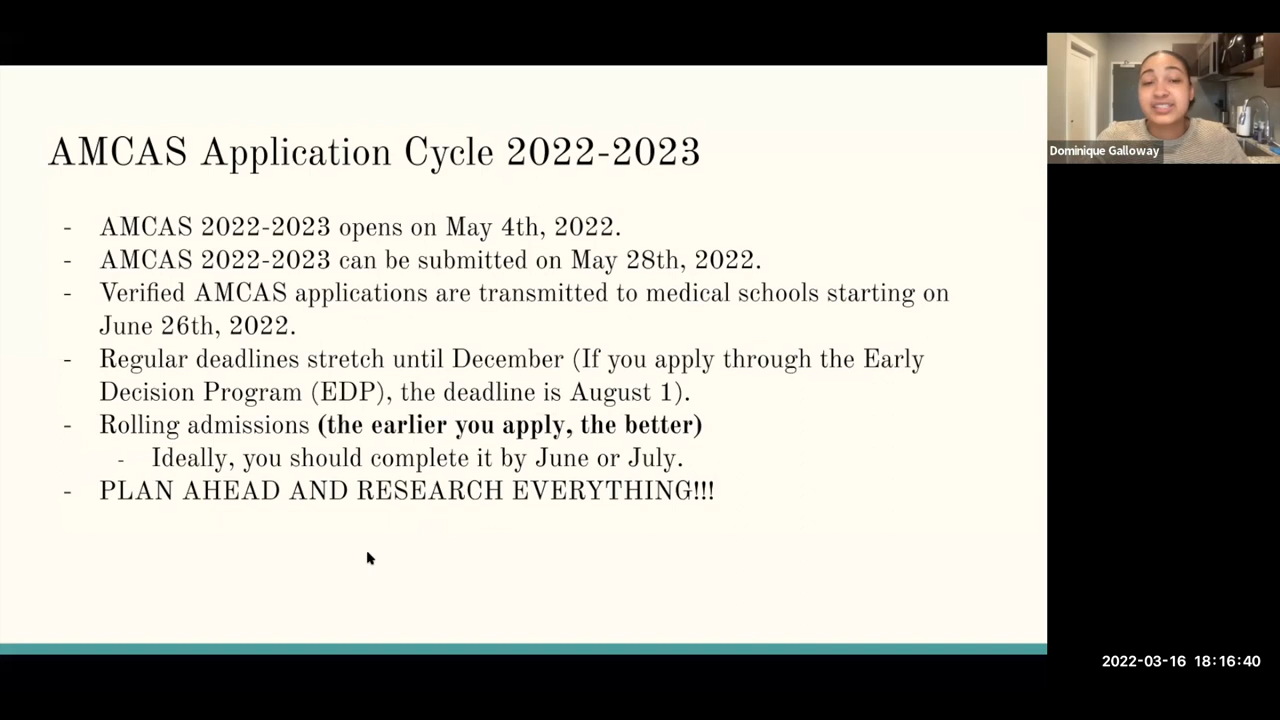 AMCAS Application Cycle 2022-2023
- AMCAS 2022-2023 opens on May 4th, 2022.
- AMCAS 2022-2023 can be submitted on May 28th, 2022.
- Verified AMCAS applications are transmitted to medical schools starting on
June 26th, 2022.
- Regular deadlines stretch until December (If you apply through the Early
Decision Program (EDP), the deadline is August 1).
- Rolling admissions (the earlier you apply, the better)
- Ideally, you should complete it by June or July.
- PLAN AHEAD AND RESEARCH EVERYTHING!!!
Dominique Galloway
2022-03-16 18:16:40